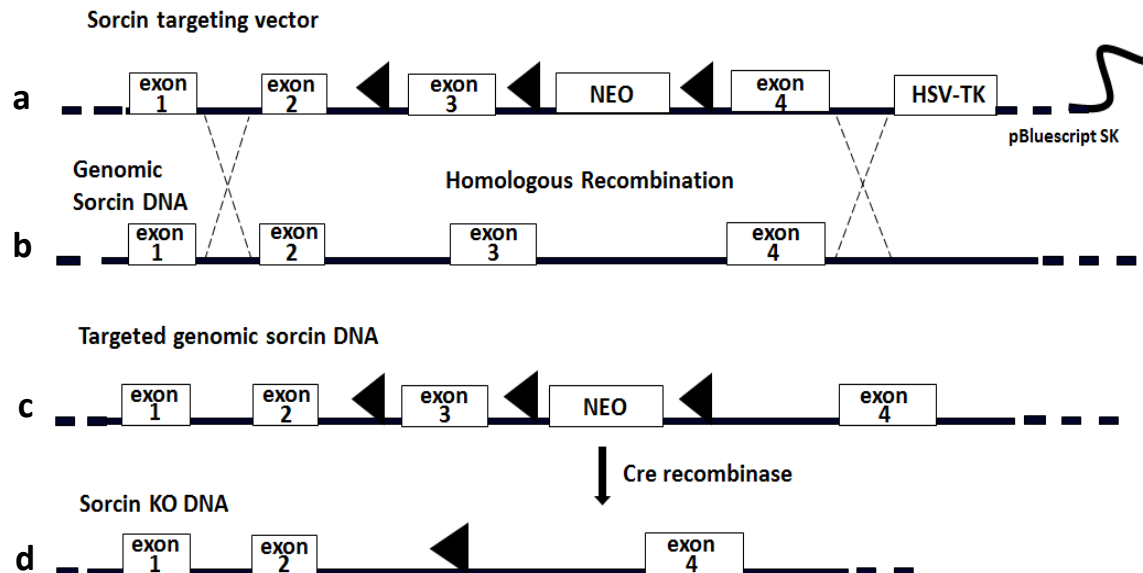 Sorcin targeting vector
a
exon
1
exon
2
exon
3
NEO
exon
4
HSV-TK
pBluescript SK
Genomic
Sorcin DNA
Homologous Recombination
b
exon
1
exon
2
exon
3
exon
4
Targeted genomic sorcin DNA
c
exon
1
exon
2
exon
3
NEO
exon
4
Cre recombinase
Sorcin KO DNA
d
exon
1
exon
2
exon
4